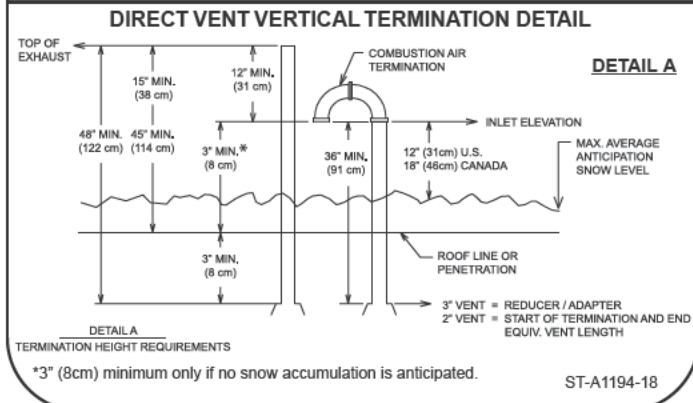 DIRECT VENT VERTICAL TERMINATION DETAIL
TOP OF
EXHAUST
COMBUSTION AIR
TERMINATION
DETAIL A
15" MIN.
(38 cm)
12" MIN.
(31 cm)
INLET ELEVATION
48" MIN.
(122 cm)
45" MIN.
(114 cm)
3" MIN.*
(8 cm)
36" MIN.
(91 cm)
12" (31cm) U.S.
18" (46cm) CANADA
MAX. AVERAGE
ANTICIPATION
SNOW LEVEL
3" MIN.
(8 cm)
ROOF LINE OR
PENETRATION
3" VENT = REDUCER / ADAPTER
2" VENT = START OF TERMINATION AND END
EQUIV. VENT LENGTH
DETAIL A
TERMINATION HEIGHT REQUIREMENTS
*3" (8cm) minimum only if no snow accumulation is anticipated.
ST-A1194-18